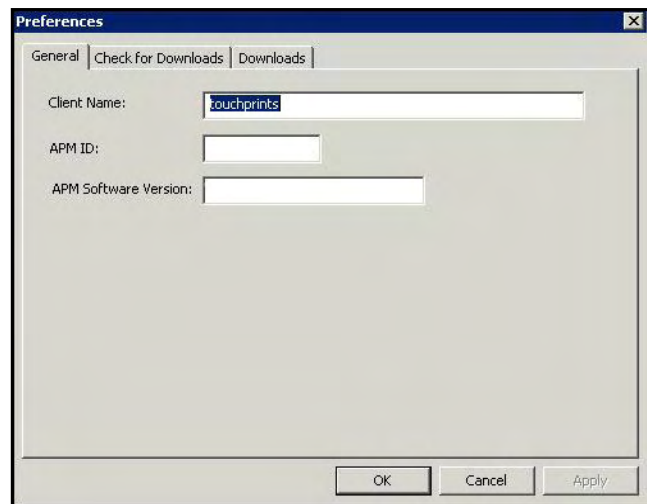 Preferences
General Check for Downloads Downloads
Client Name: touchprints
APM ID:
APM Software Version:
OK Cancel Apply